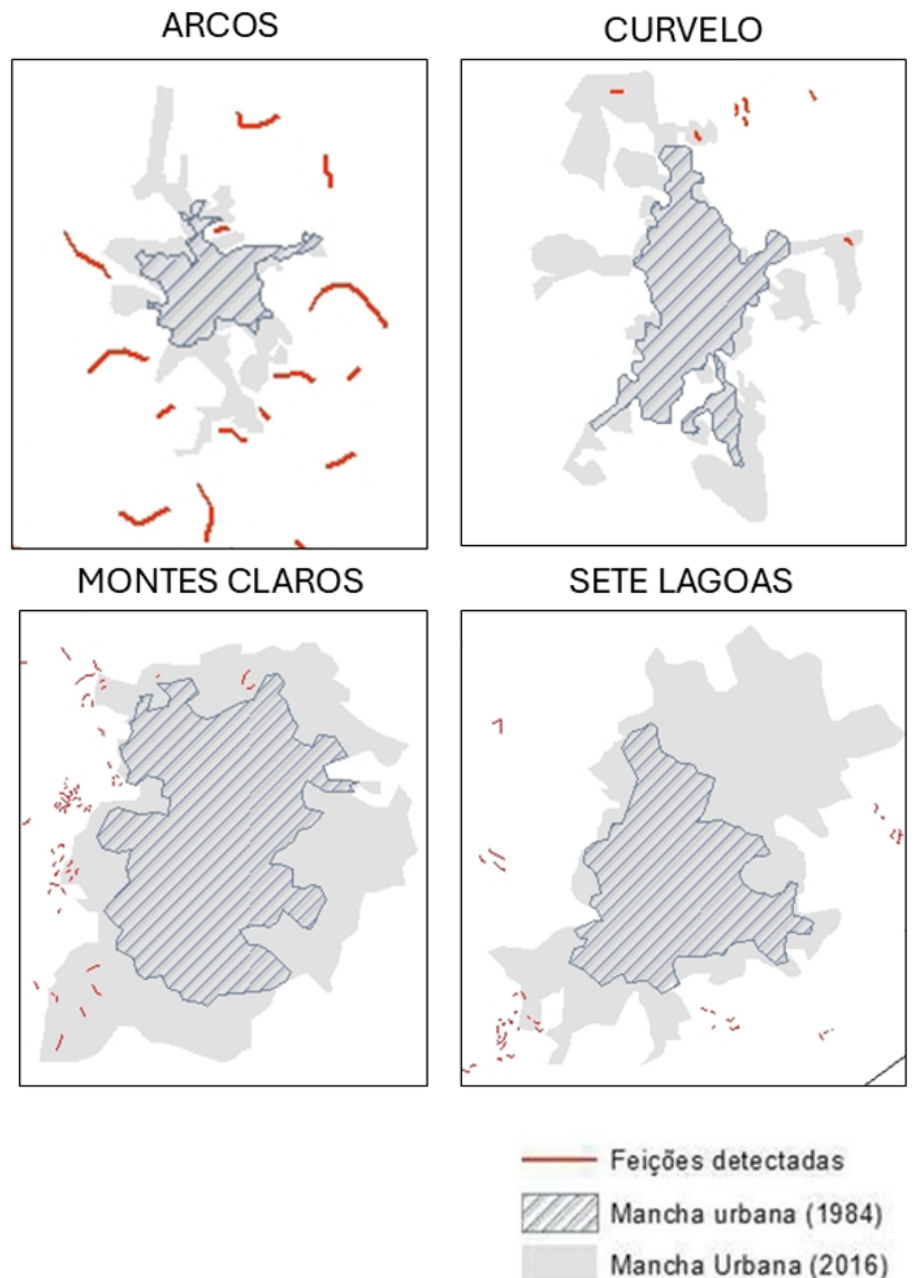 ARCOS
CURVELO
MONTES CLAROS
SETE LAGOAS
Feições detectadas
Mancha urbana (1984)
Mancha Urbana (2016)